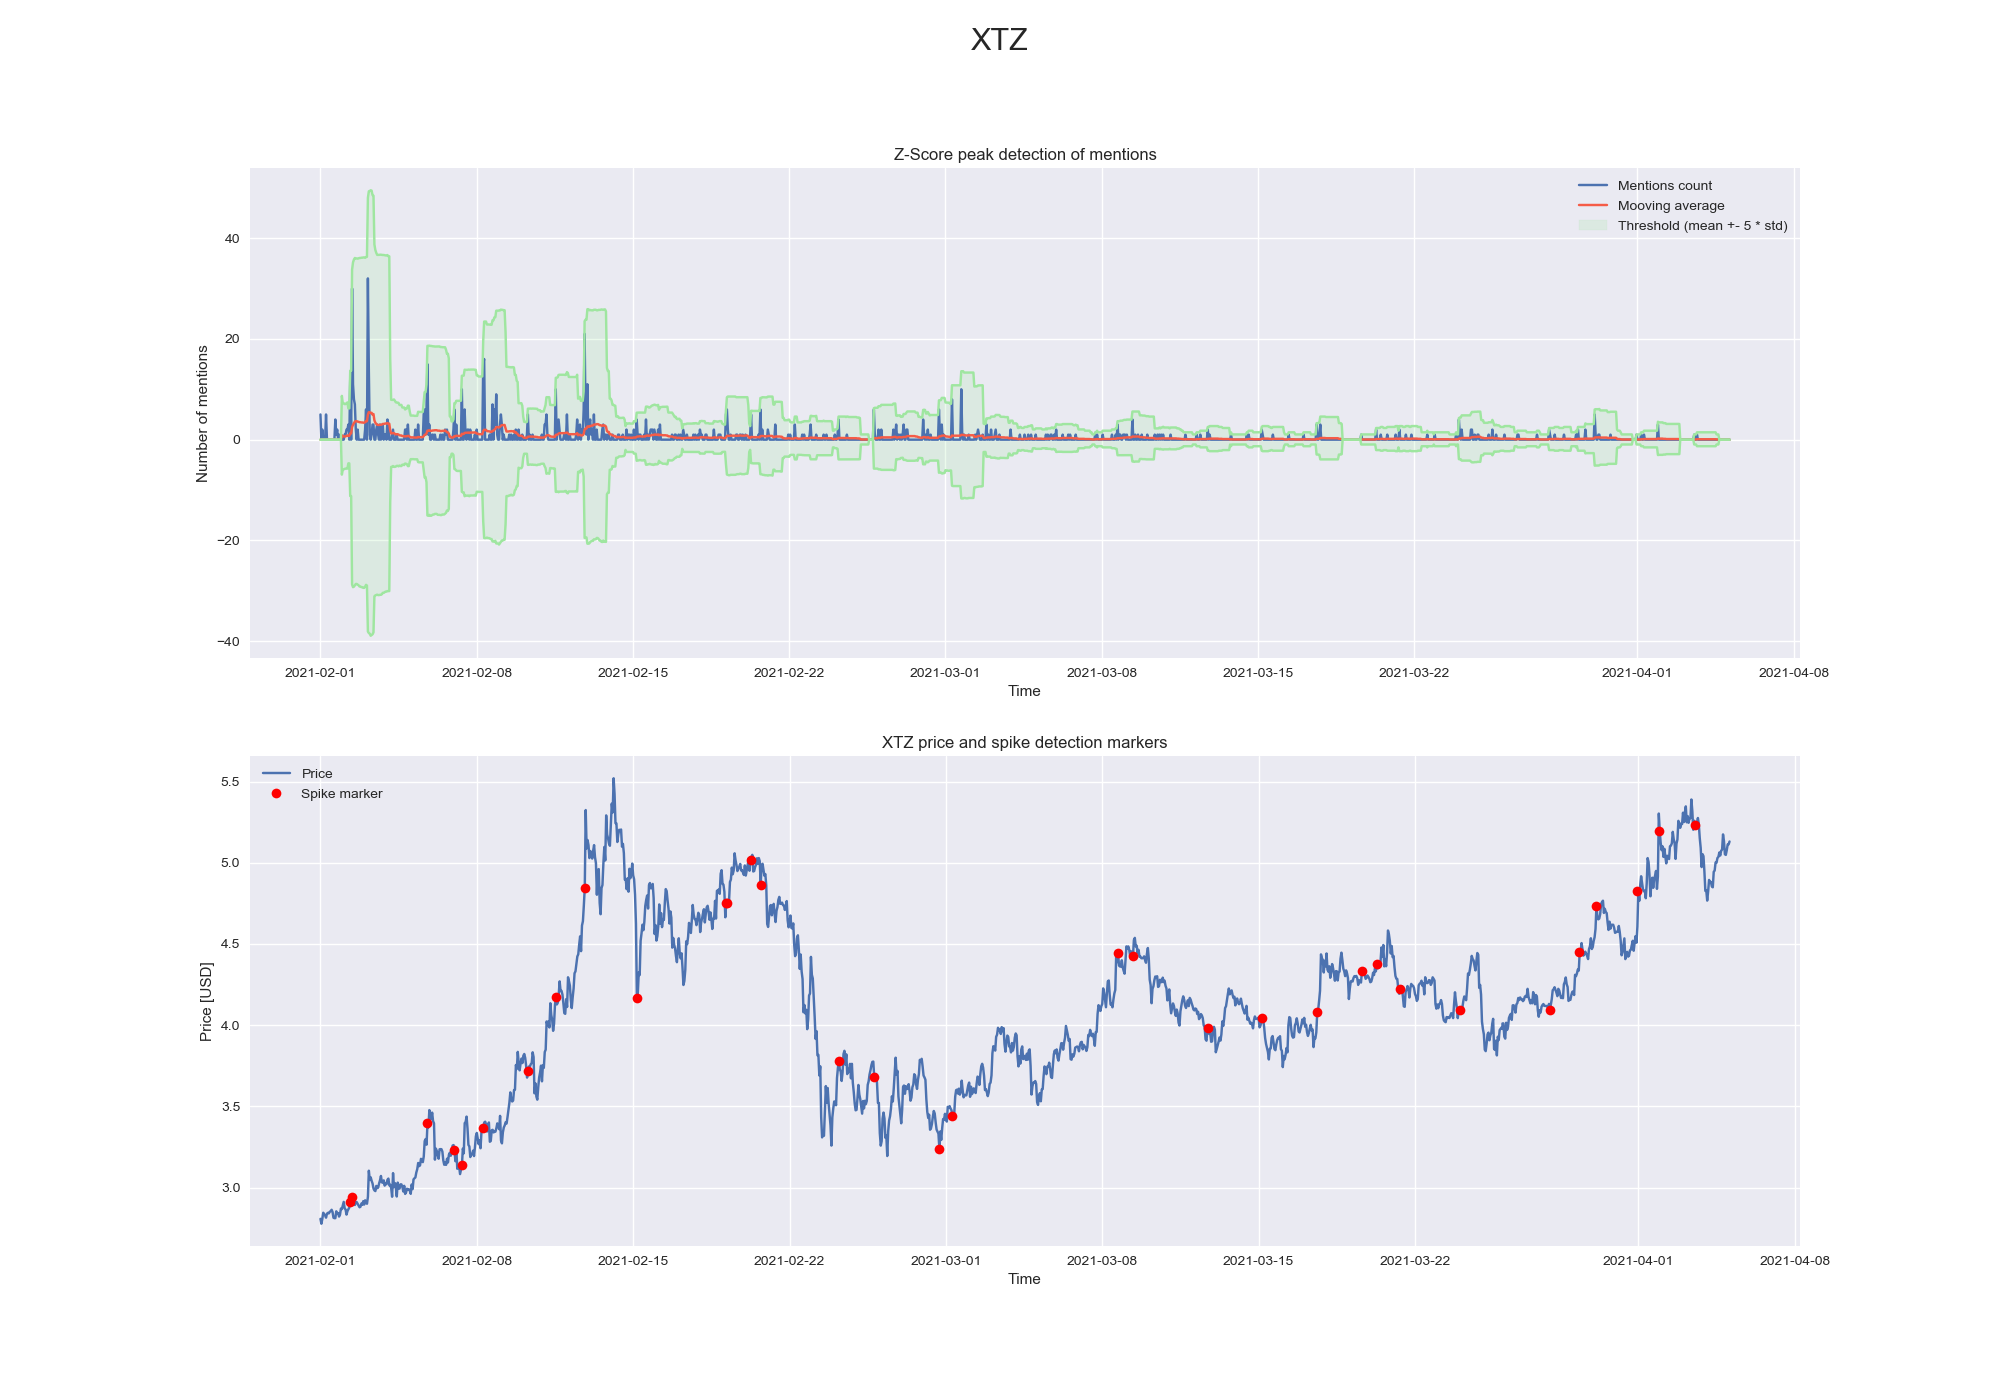 XTZ
Z-Score peak detection of mentions
Mentions count
Mooving average
Threshold (mean +- 5 * std)
Number of mentions
40
20
0
−20
−40
2021-02-01 2021-02-08 2021-02-15 2021-02-22 2021-03-01 2021-03-08 2021-03-15 2021-03-22 2021-04-01 2021-04-08
Time
XTZ price and spike detection markers
Price
Spike marker
Price [USD]
5.5
5.0
4.5
4.0
3.5
3.0
2021-02-01 2021-02-08 2021-02-15 2021-02-22 2021-03-01 2021-03-08 2021-03-15 2021-03-22 2021-04-01 2021-04-08
Time